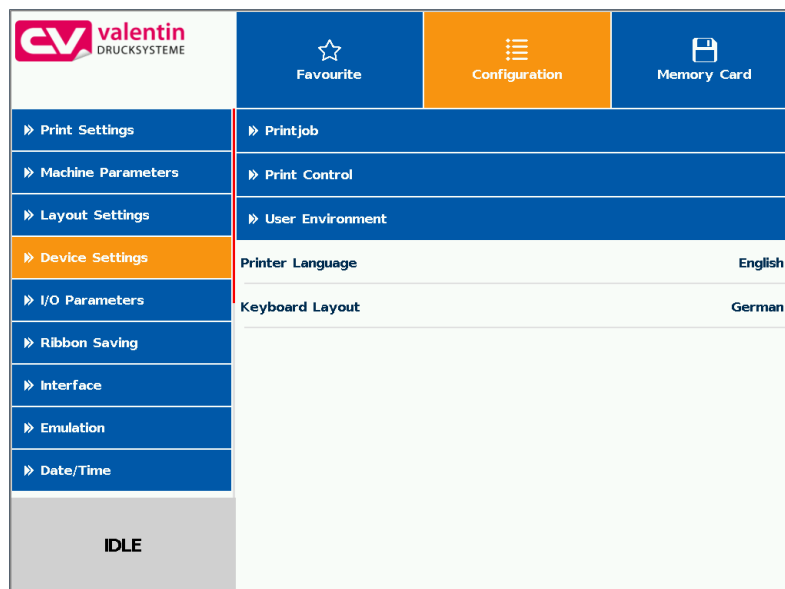 CV valentin
DRUCKSYSTEME
Favourite
Configuration
Memory Card
Print Settings
Machine Parameters
Layout Settings
Device Settings
I/O Parameters
Ribbon Saving
Interface
Emulation
Date/Time
IDLE
Printjob
Print Control
User Environment
Printer Language English
Keyboard Layout German